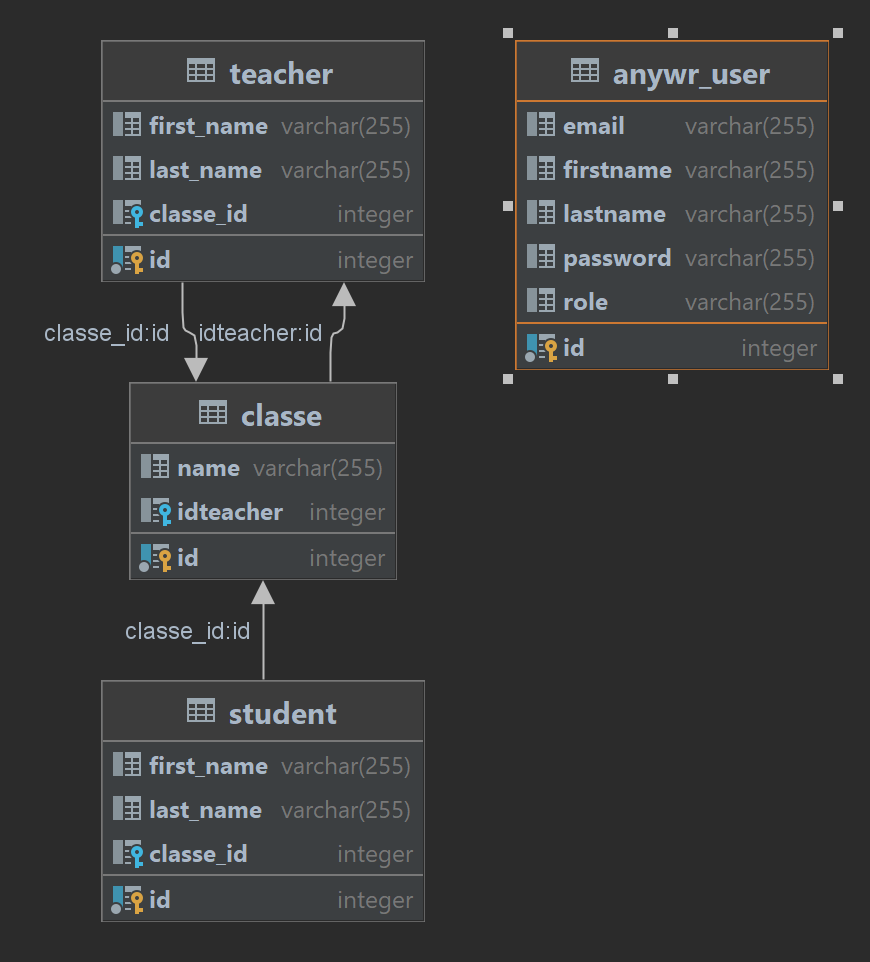 teacher
first_name varchar(255)
last_name varchar(255)
classe_id integer
id integer
classe_id:id
idteacher:id
classe
name varchar(255)
idteacher integer
id integer
classe_id:id
student
first_name varchar(255)
last_name varchar(255)
classe_id integer
id integer
anywr_user
email varchar(255)
firstname varchar(255)
lastname varchar(255)
password varchar(255)
role varchar(255)
id integer